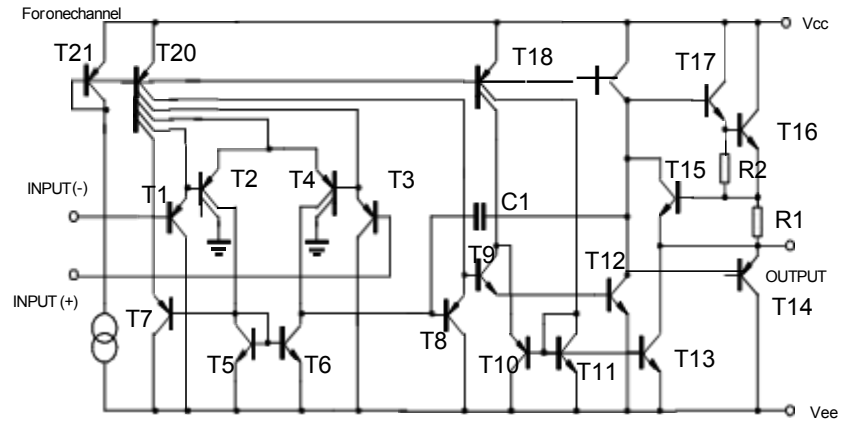 Foronechannel
Vcc
T21
T20
T18
T17
T16
T15
R2
INPUT(-)
T1
T2
T4
T3
C1
R1
T9
T12
OUTPUT
INPUT(+)
T7
T8
T14
T5
T6
T10
T11
T13
Vee